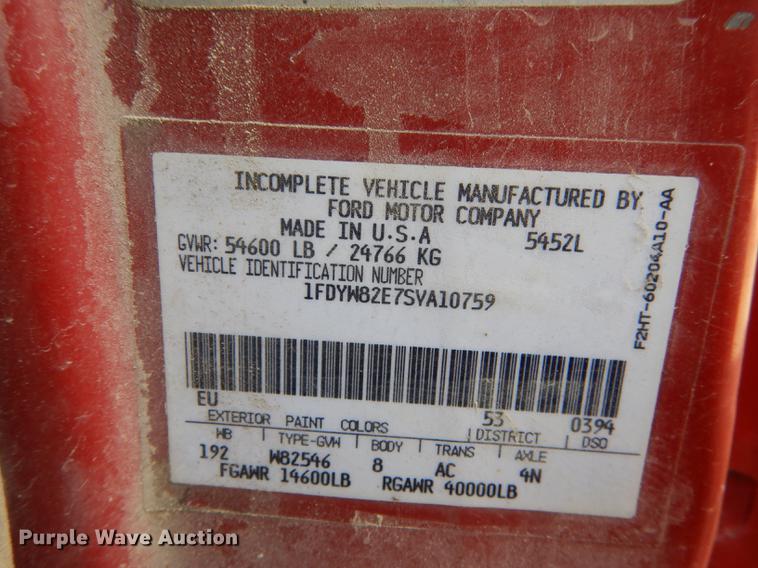 INCOMPLETE VEHICLE MANUFACTURED BY
FORD MOTOR COMPANY
MADE IN U.S.A 5452L
GVWR: 54600 LB / 24766 KG
VEHICLE IDENTIFICATION NUMBER
1FDYW82E7SVA10759
EU 53 0394
EXTERIOR PAINT COLORS DISTRICT DSO
WB TYPE-GVW BODY TRANS AXLE
192 W82546 8 AC 4N
FGAWR 14600LB RGAWR 40000LB
F2HT-60204A10-AA
Purple Wave Auction